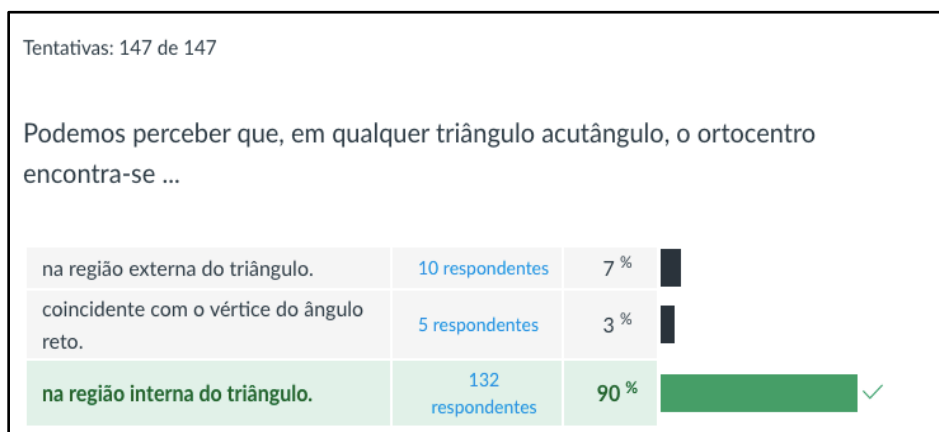 Tentativas: 147 de 147
Podemos perceber que, em qualquer triângulo acutângulo, o ortocentro
encontra-se ...
na região externa do triângulo. 10 respondentes 7 %
coincidente com o vértice do ângulo
reto. 5 respondentes 3 %
na região interna do triângulo. 132
respondentes 90 %